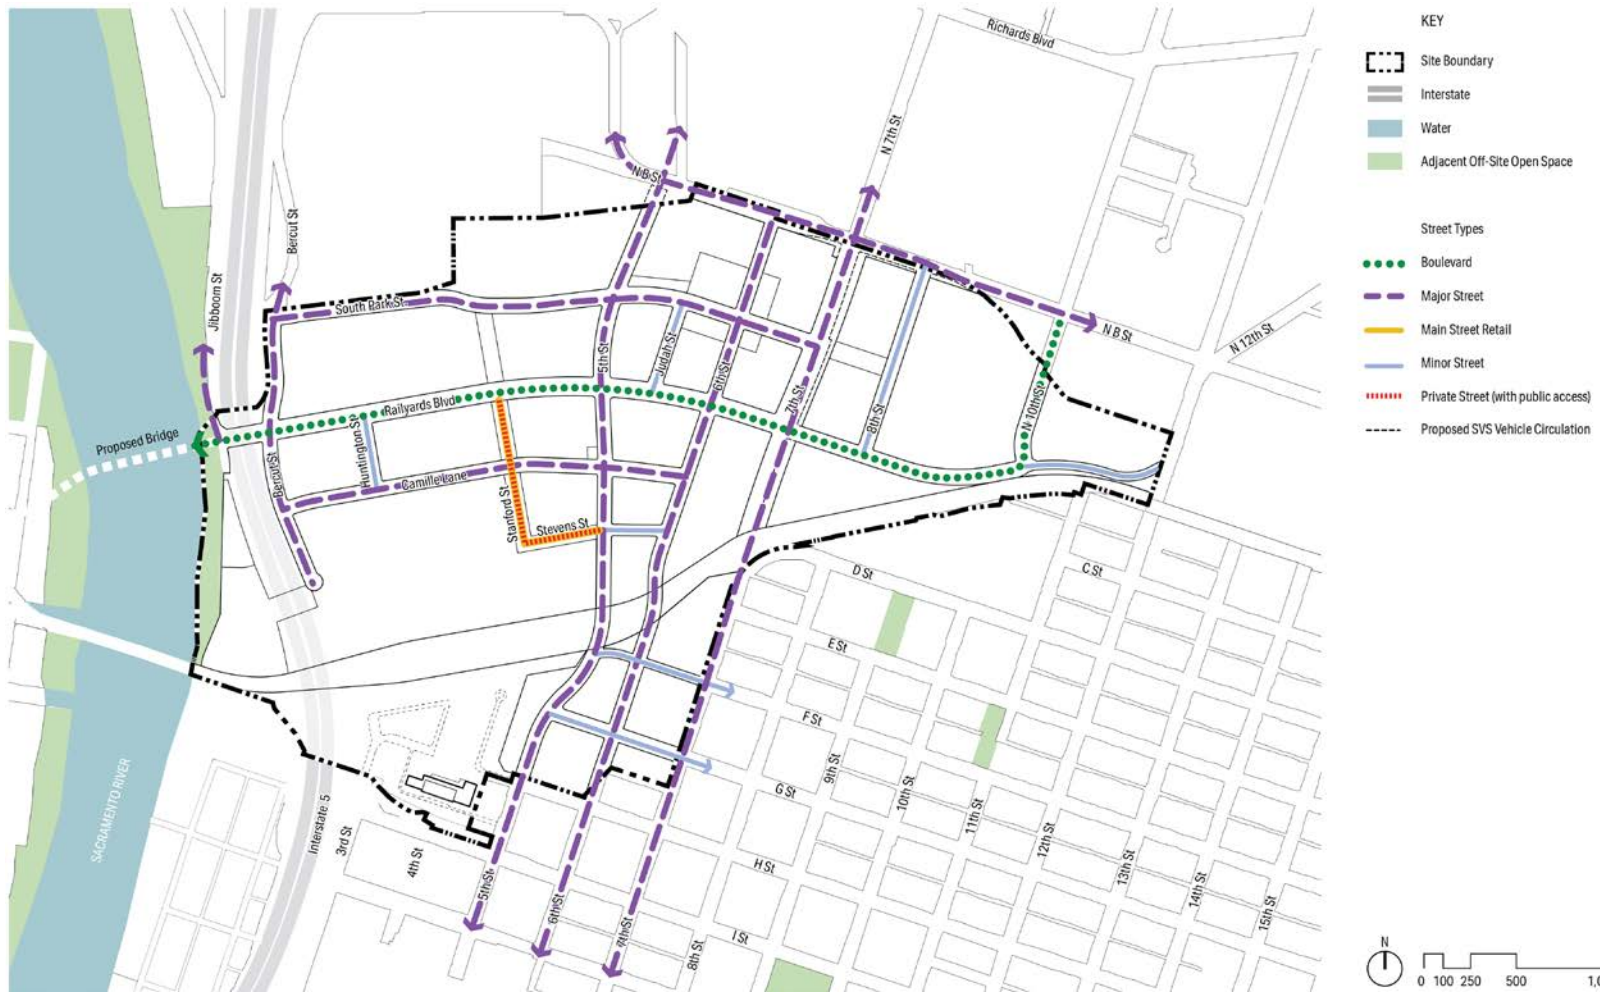 Richards Blvd
N 7th St
N B St
Bercut St
Jibboom St
South Park St.
5th St
Judah St
6th St
7th St
8th St
N 10th St
N B St
N 12th St
Railyards Blvd
Proposed Bridge
Huntington St
Bercut St
Camille Lane
Stanford St.
Stevens St
D St
C St
E St
F St
G St
H St
I St
9th St
10th St
11th St
12th St
13th St
14th St
15th St
SACRAMENTO RIVER
Interstate 5
3rd St
4th St
5th St
6th St
7th St
8th St
KEY
Site Boundary
Interstate
Water
Adjacent Off-Site Open Space
Street Types
Boulevard
Major Street
Main Street Retail
Minor Street
Private Street (with public access)
Proposed SVS Vehicle Circulation
N
0 100 250 500 1,0